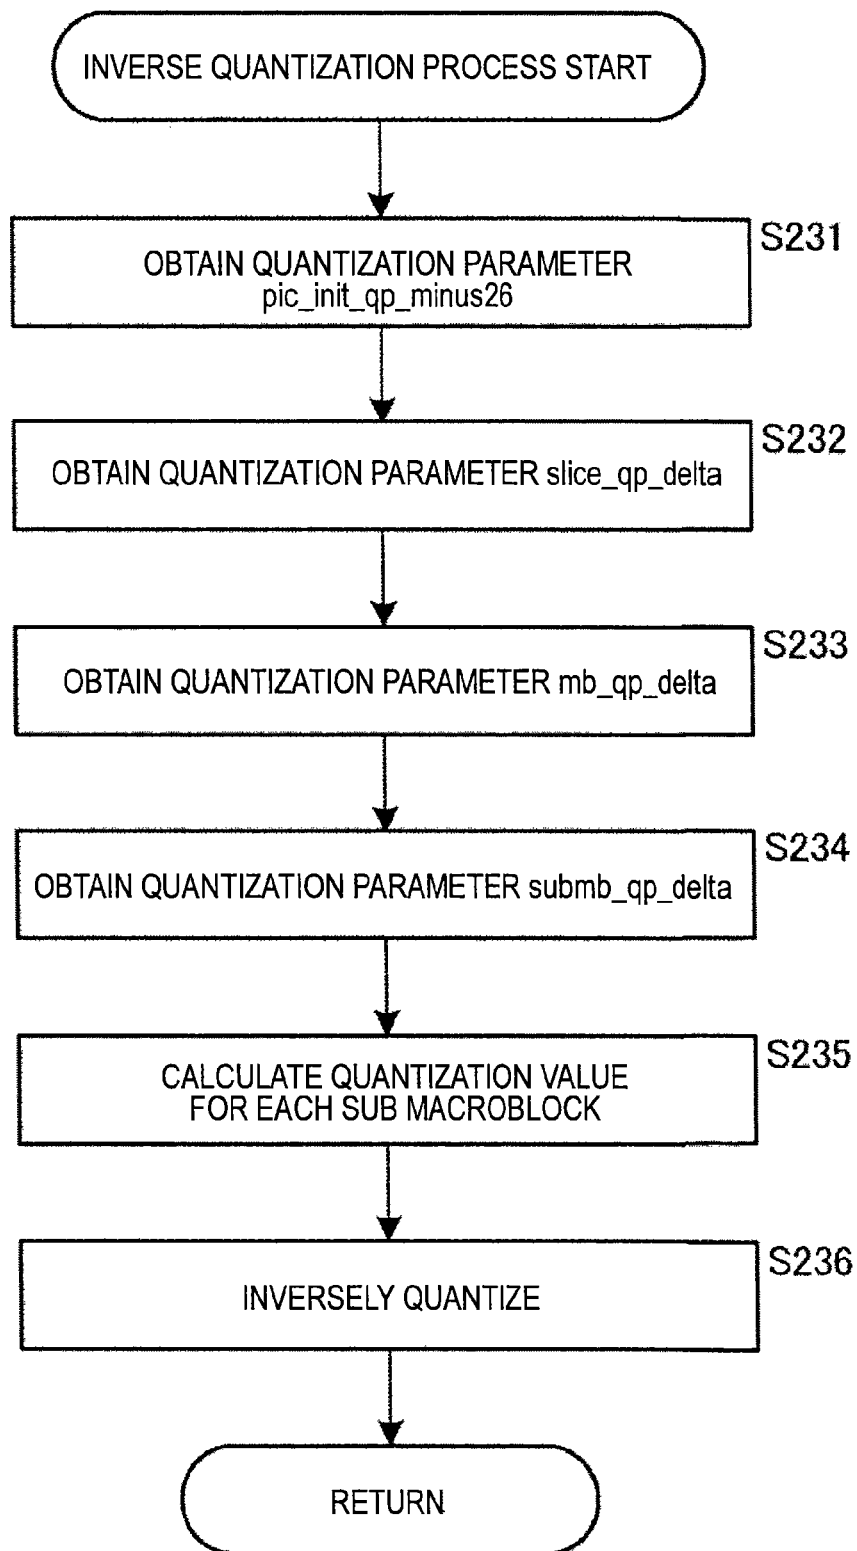 INVERSE QUANTIZATION PROCESS START
S231
OBTAIN QUANTIZATION PARAMETER
pic_init_qp_minus26
S232
OBTAIN QUANTIZATION PARAMETER slice_qp_delta
S233
OBTAIN QUANTIZATION PARAMETER mb_qp_delta
S234
OBTAIN QUANTIZATION PARAMETER submb_qp_delta
S235
CALCULATE QUANTIZATION VALUE
FOR EACH SUB MACROBLOCK
S236
INVERSELY QUANTIZE
RETURN